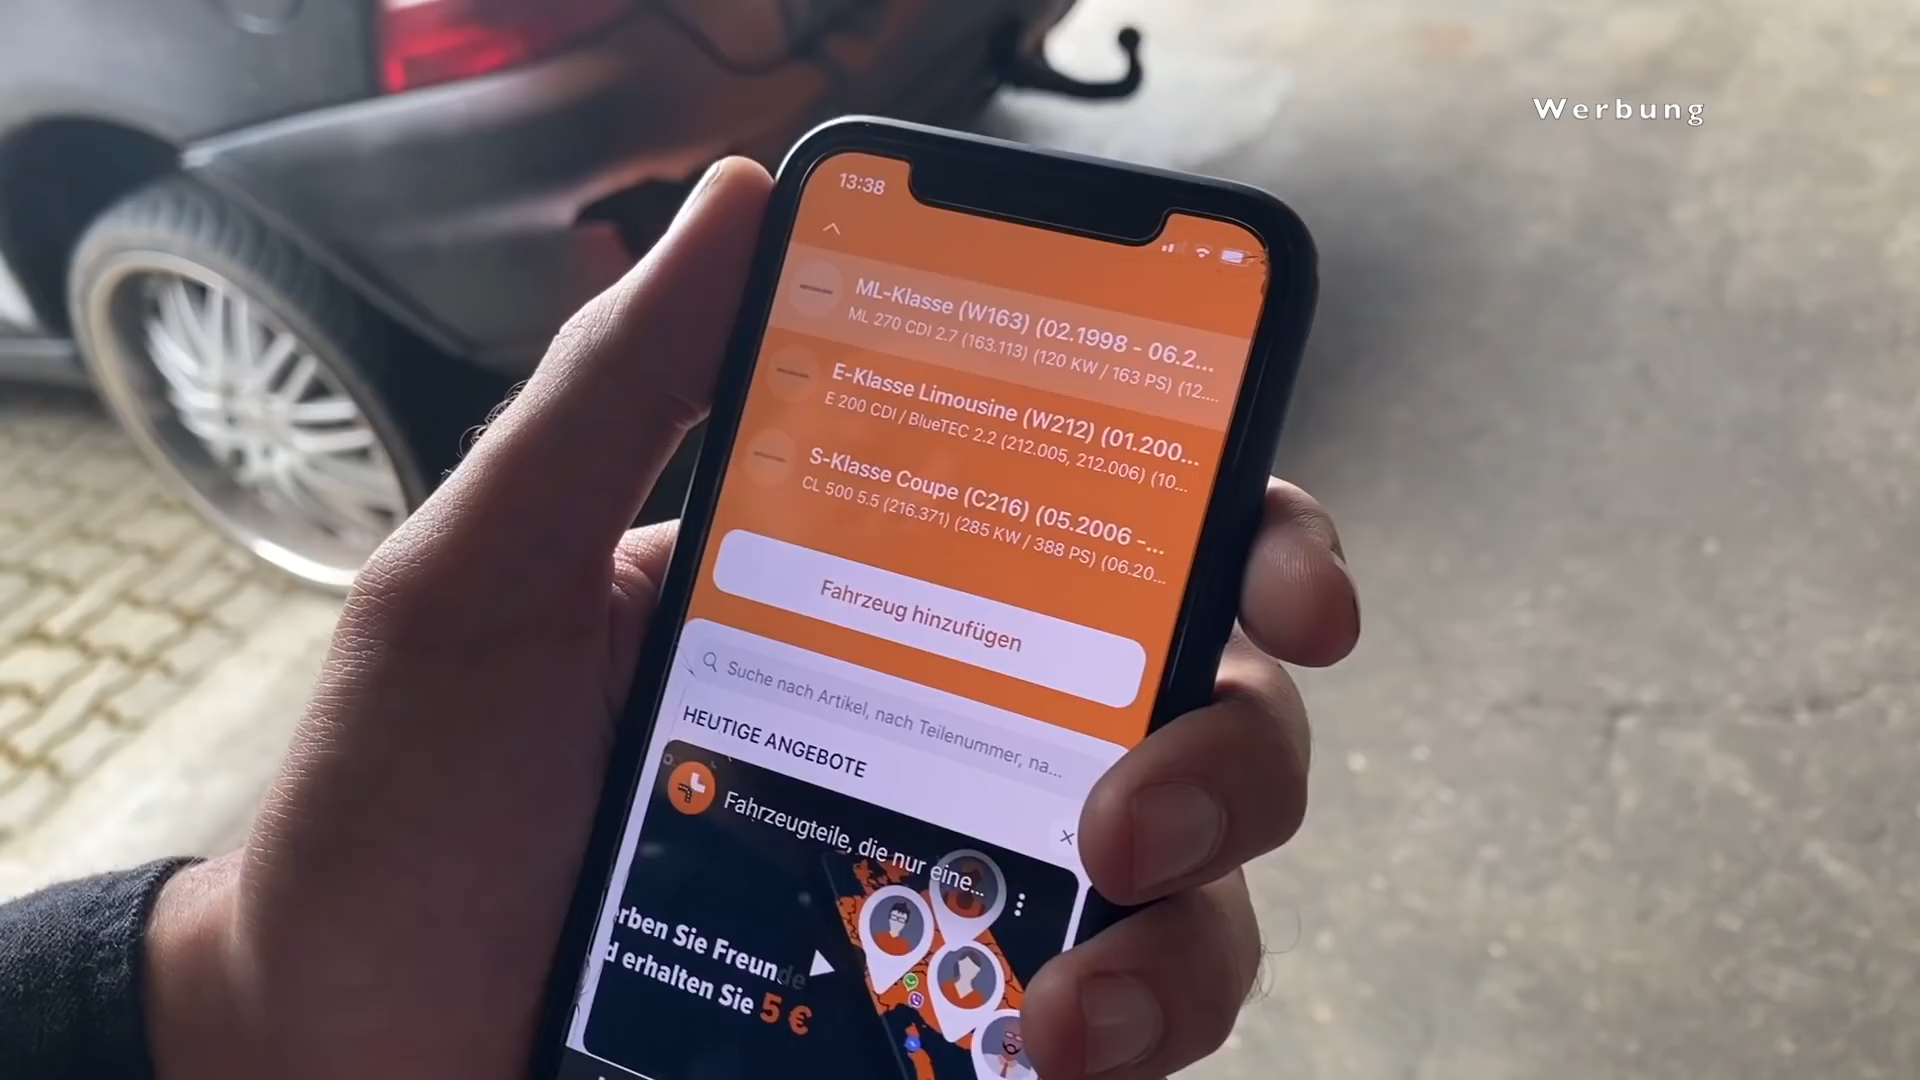 Werbung
13:38
ML-Klasse (W163) (02.1998 - 06.2...
ML 270 CDI 2.7 (163.113) (120 KW / 163 PS) (12....
E-Klasse Limousine (W212) (01.200...
E 200 CDI / BlueTEC 2.2 (212.005, 212.006) (10...
S-Klasse Coupe (C216) (05.2006 -...
CL 500 5.5 (216.371) (285 KW / 388 PS) (06.20...
Fahrzeug hinzufügen
Suche nach Artikel, nach Teilenummer, na...
HEUTIGE ANGEBOTE
Fahrzeugteile, die nur eine...
rben Sie Freunde
d erhalten Sie 5 €